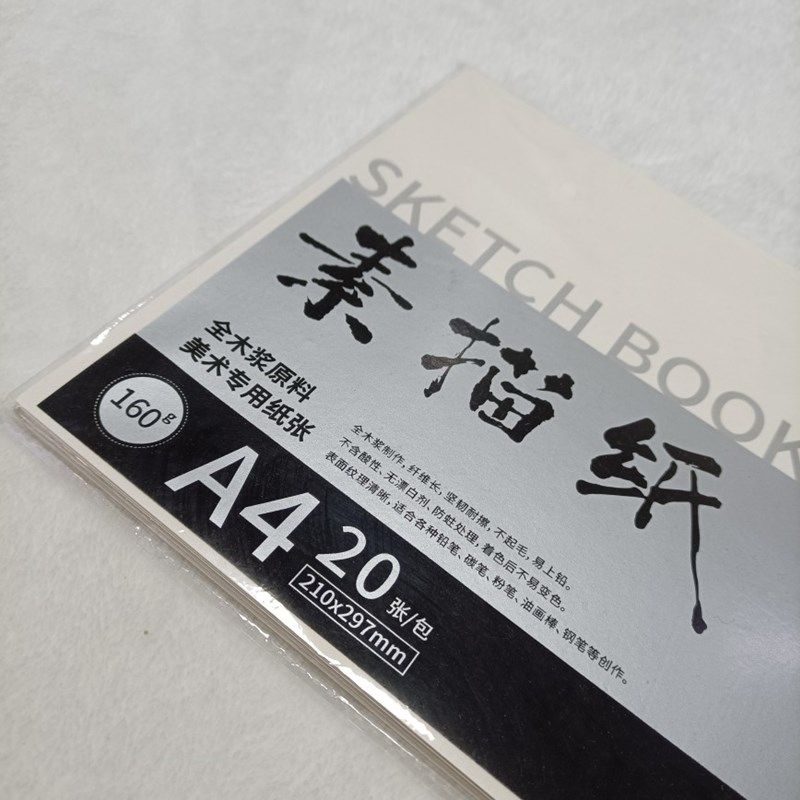 SKETCH BOOK
素描纸
全木浆原料
美术专用纸张
160g
全木浆制作，纤维长，坚韧耐擦，不起毛，易上铅。
不含酸性、无漂白剂、防蛀处理，着色后不易变色。
表面纹理清晰，适合各种铅笔、碳笔、粉笔、油画棒、钢笔等创作。
A4 20张/包
210x297mm